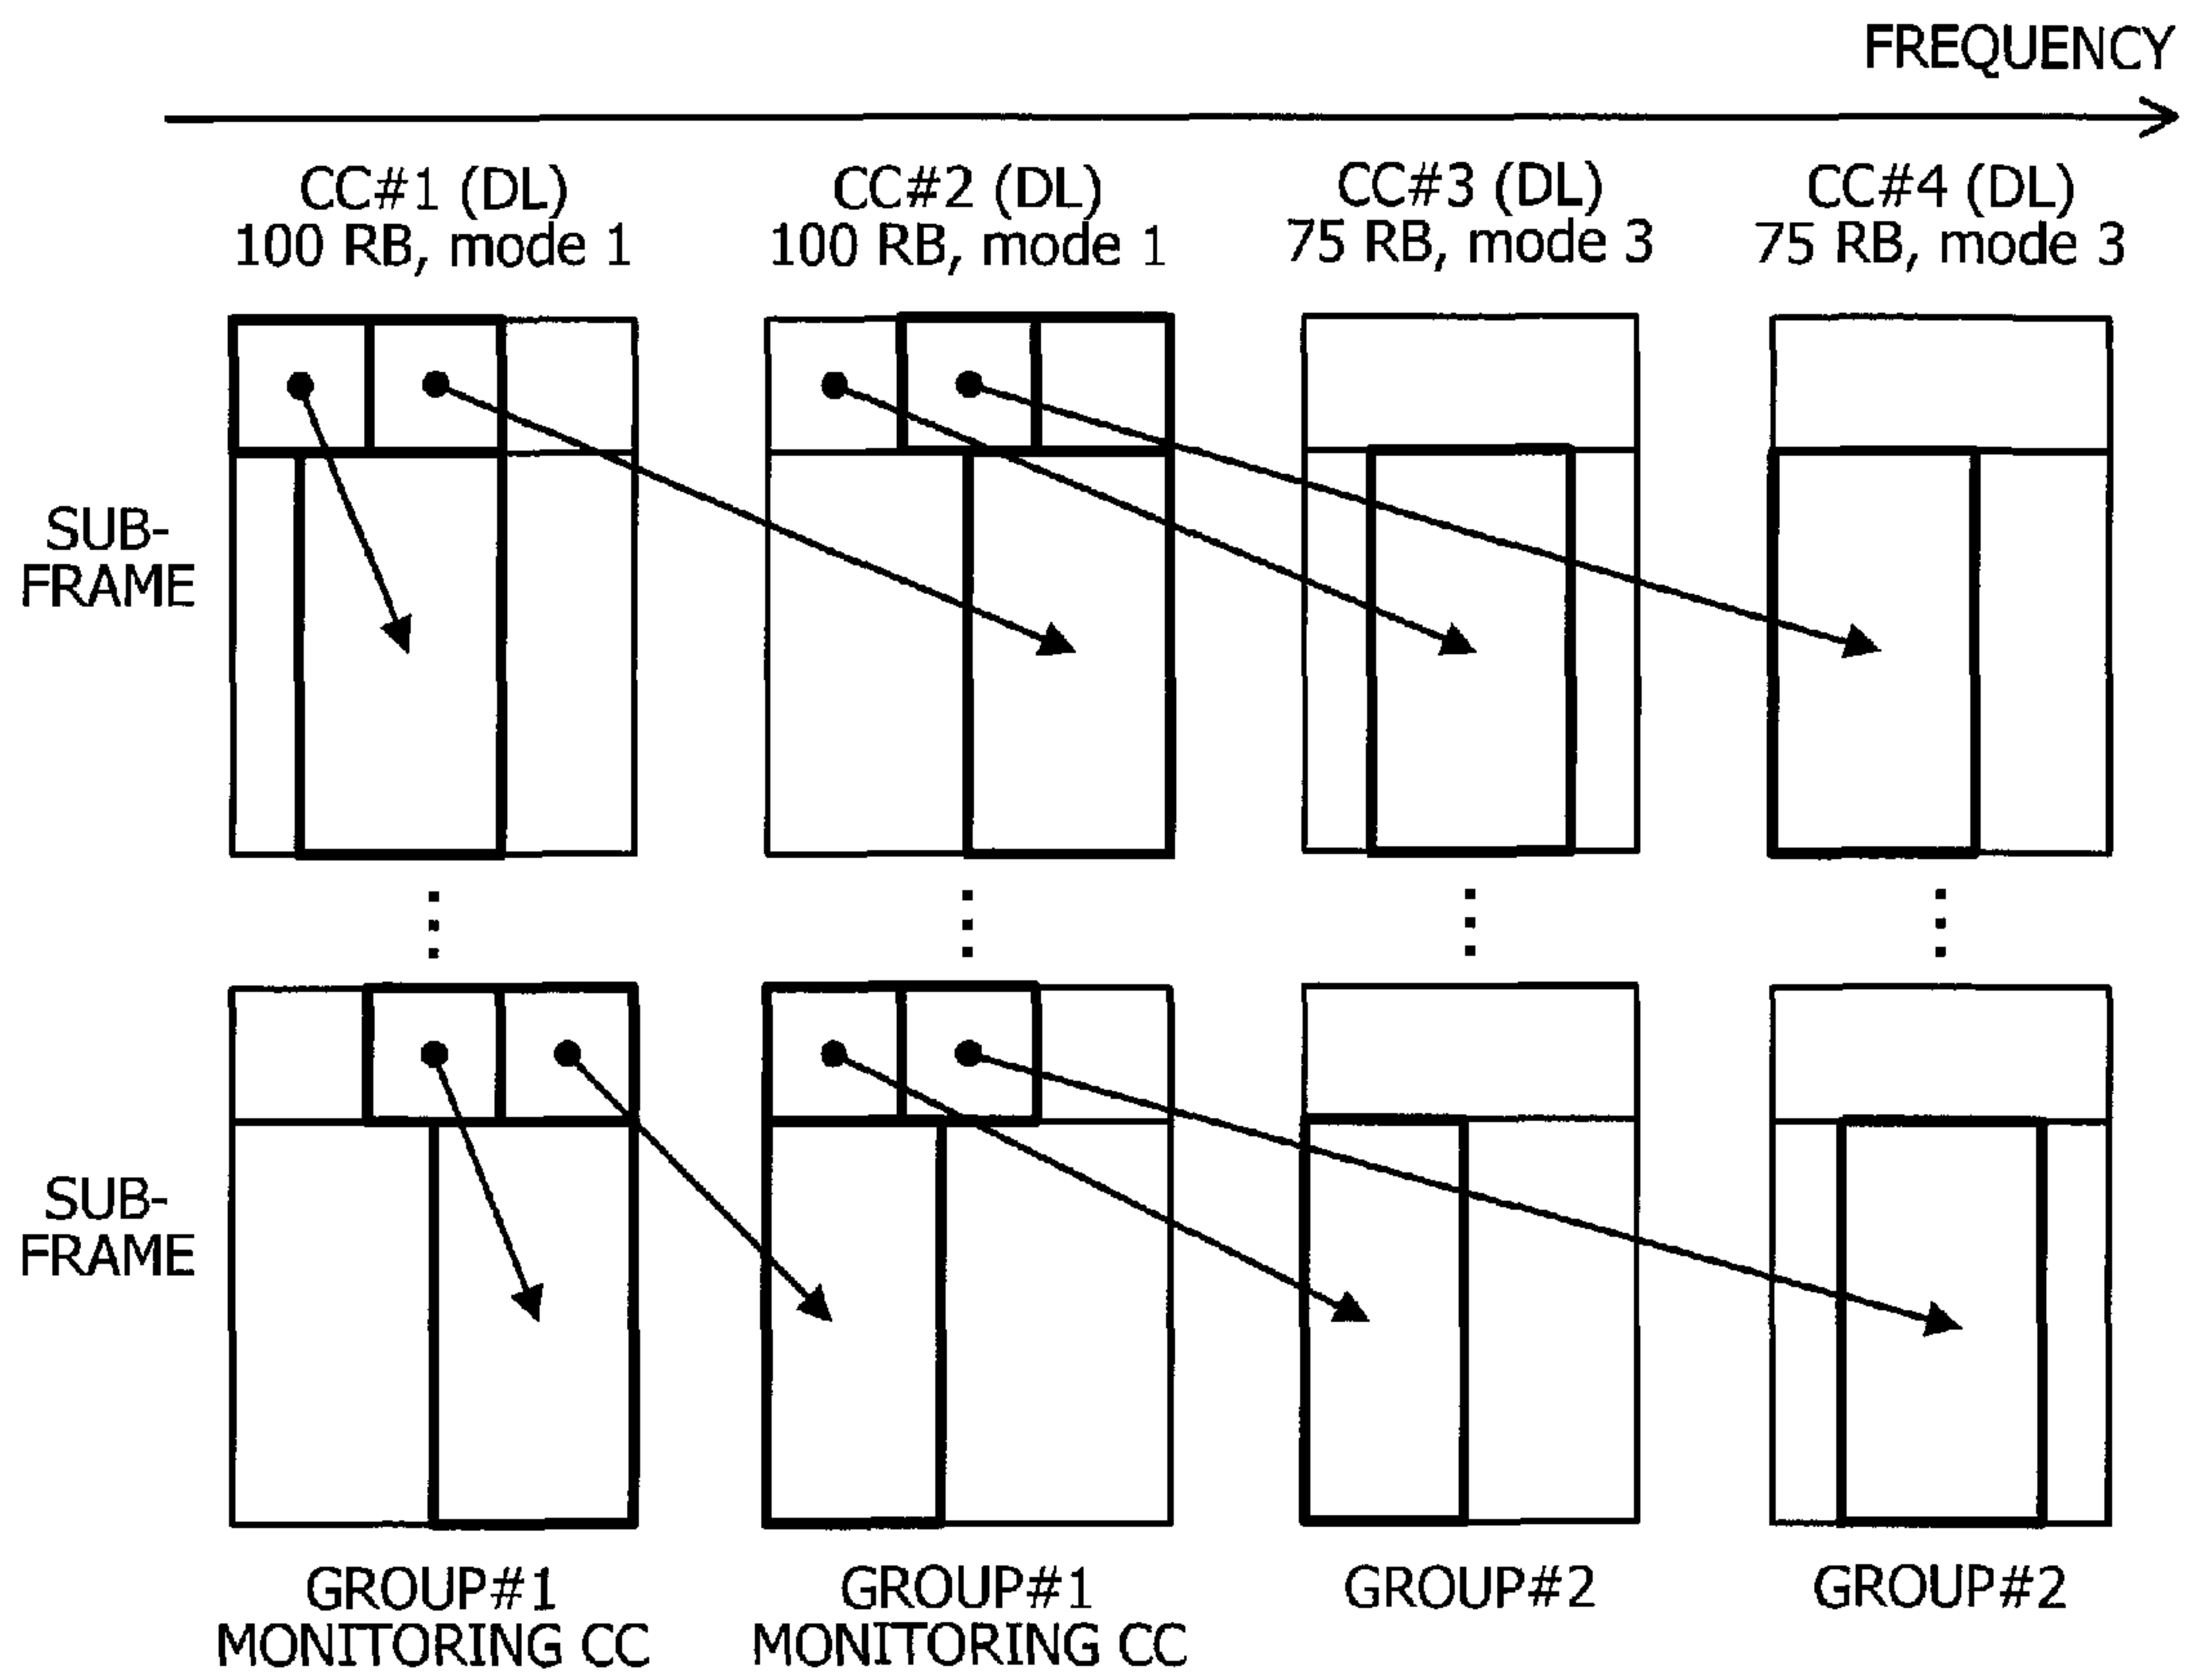 FREQUENCY
CC#1 (DL)
100 RB, mode 1
CC#2 (DL)
100 RB, mode 1
CC#3 (DL)
75 RB, mode 3
CC#4 (DL)
75 RB, mode 3
SUB-
FRAME
SUB-
FRAME
GROUP#1
MONITORING CC
GROUP#1
MONITORING CC
GROUP#2
GROUP#2